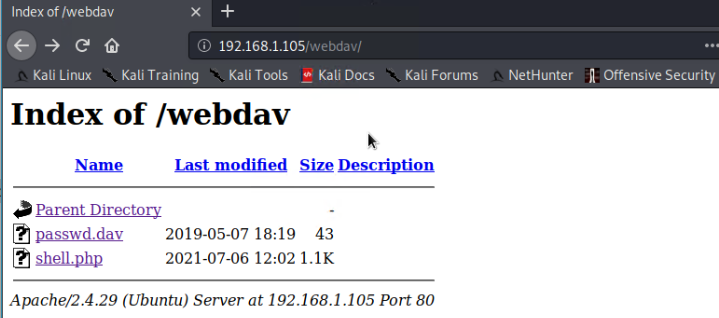 Index of /webdav
192.168.1.105/webdav/
Kali Linux Kali Training Kali Tools Kali Docs Kali Forums NetHunter Offensive Security
Index of /webdav
Name Last modified Size Description
Parent Directory -
passwd.dav 2019-05-07 18:19 43
shell.php 2021-07-06 12:02 1.1K
Apache/2.4.29 (Ubuntu) Server at 192.168.1.105 Port 80